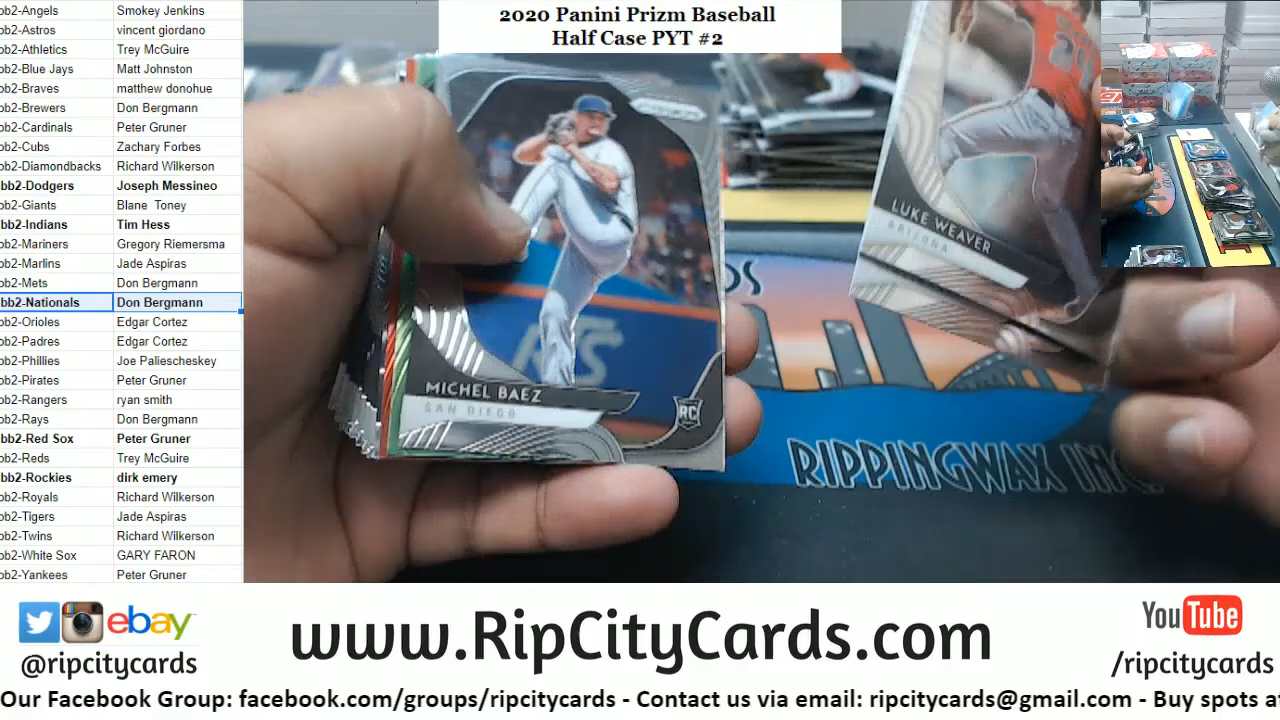 bb2-Angels Smokey Jenkins
bb2-Astros vincent giordano
bb2-Athletics Trey McGuire
bb2-Blue Jays Matt Johnston
bb2-Braves matthew donohue
bb2-Brewers Don Bergmann
bb2-Cardinals Peter Gruner
bb2-Cubs Zachary Forbes
bb2-Diamondbacks Richard Wilkerson
bb2-Dodgers Joseph Messineo
bb2-Giants Blane Toney
bb2-Indians Tim Hess
bb2-Mariners Gregory Riemersma
bb2-Marlins Jade Aspiras
bb2-Mets Don Bergmann
bb2-Nationals Don Bergmann
bb2-Orioles Edgar Cortez
bb2-Padres Edgar Cortez
bb2-Phillies Joe Paliescheskey
bb2-Pirates Peter Gruner
bb2-Rangers ryan smith
bb2-Rays Don Bergmann
bb2-Red Sox Peter Gruner
bb2-Reds Trey McGuire
bb2-Rockies dirk emery
bb2-Royals Richard Wilkerson
bb2-Tigers Jade Aspiras
bb2-Twins Richard Wilkerson
bb2-White Sox GARY FARON
bb2-Yankees Peter Gruner
2020 Panini Prizm Baseball
Half Case PYT #2
LUKE WEAVER
ARIZONA
MICHEL BAEZ
SAN DIEGO
RC
RIPPINGWAX INC
ebay
@ripcitycards
www.RipCityCards.com
YouTube
/ripcitycards
Our Facebook Group: facebook.com/groups/ripcitycards - Contact us via email: ripcitycards@gmail.com - Buy spots at